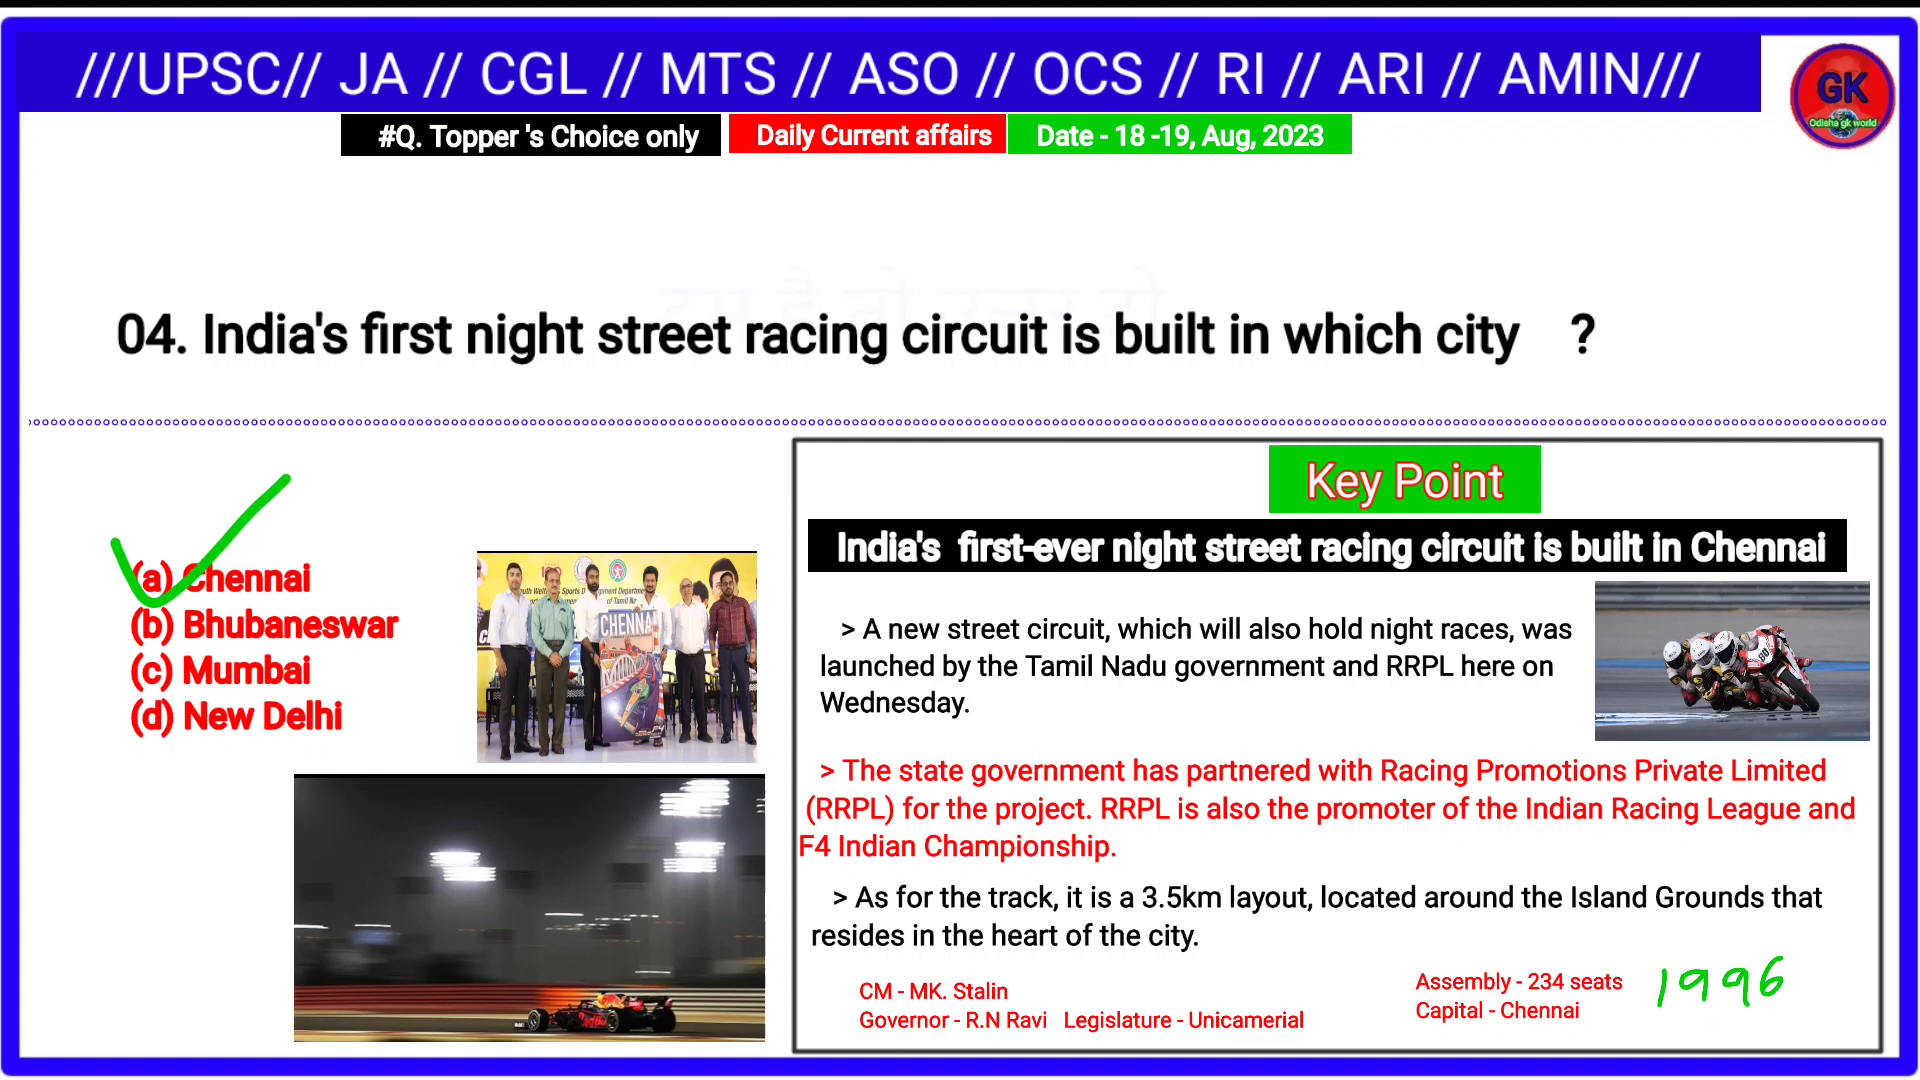 ///UPSC// JA // CGL // MTS // ASO // OCS // RI // ARI // AMIN///
GK
Odisha gk world
#Q. Topper 's Choice only
Daily Current affairs
Date - 18 -19, Aug, 2023
04. India's first night street racing circuit is built in which city ?
(a) Chennai
(b) Bhubaneswar
(c) Mumbai
(d) New Delhi
of Tamil Na
CHENNAI
Key Point
India's first-ever night street racing circuit is built in Chennai
> A new street circuit, which will also hold night races, was
launched by the Tamil Nadu government and RRPL here on
Wednesday.
> The state government has partnered with Racing Promotions Private Limited
(RRPL) for the project. RRPL is also the promoter of the Indian Racing League and
F4 Indian Championship.
> As for the track, it is a 3.5km layout, located around the Island Grounds that
resides in the heart of the city.
CM - MK. Stalin
Governor - R.N Ravi Legislature - Unicamerial
Assembly - 234 seats
Capital - Chennai
1996